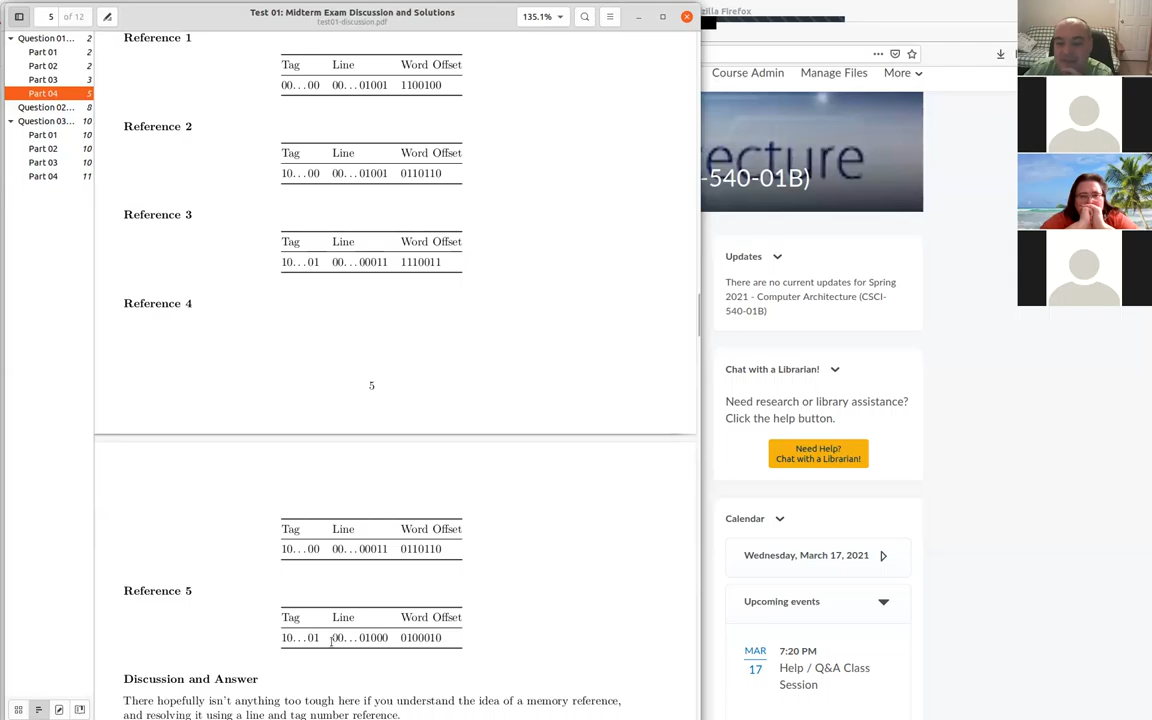 5 of 12
Test 01: Midterm Exam Discussion and Solutions
test01-discussion.pdf
135.1%
Question 01... 2
Part 01 2
Part 02 2
Part 03 3
Part 04 5
Question 02... 8
Question 03... 10
Part 01 10
Part 02 10
Part 03 10
Part 04 11
Reference 1
Tag Line Word Offset
00...00 00...01001 1100100
Reference 2
Tag Line Word Offset
10...00 00...01001 0110110
Reference 3
Tag Line Word Offset
10...01 00...00011 1110011
Reference 4
5
Tag Line Word Offset
10...00 00...00011 0110110
Reference 5
Tag Line Word Offset
10...01 00...01000 0100010
Discussion and Answer
There hopefully isn't anything too tough here if you understand the idea of a memory reference,
and resolving it using a line and tag number reference.
zilla Firefox
Course Admin Manage Files More
ecture
-540-01B)
Updates
There are no current updates for Spring
2021 - Computer Architecture (CSCI-
540-01B)
Chat with a Librarian!
Need research or library assistance?
Click the help button.
Need Help?
Chat with a Librarian!
Calendar
Wednesday, March 17, 2021
Upcoming events
MAR
17
7:20 PM
Help / Q&A Class
Session